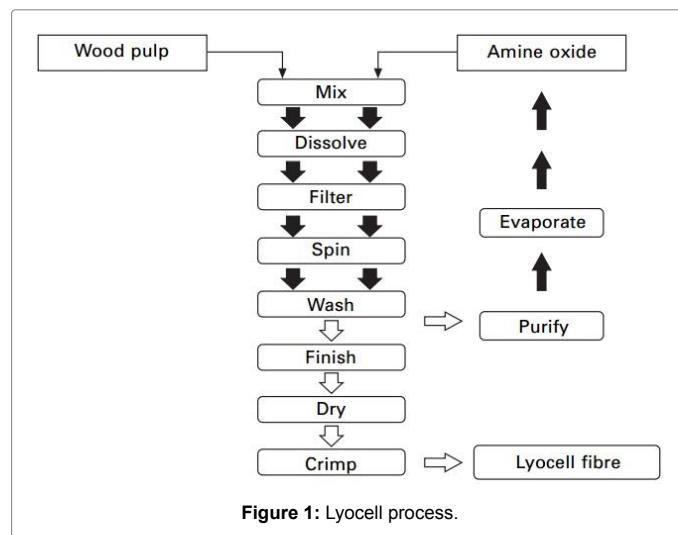 Wood pulp
Amine oxide
Mix
Dissolve
Filter
Evaporate
Spin
Wash
Purify
Finish
Dry
Crimp
Lyocell fibre
Figure 1: Lyocell process.